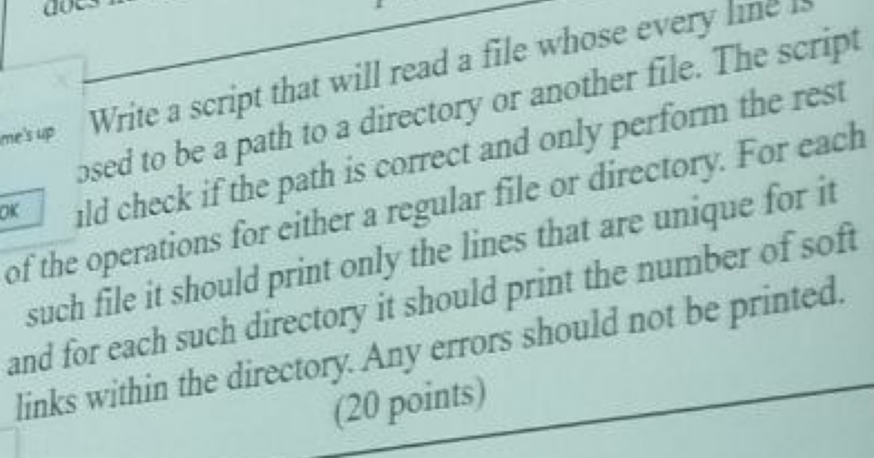 does
Write a script that will read a file whose every line is
osed to be a path to a directory or another file. The script
me's up
uld check if the path is correct and only perform the rest
OK
of the operations for either a regular file or directory. For each
such file it should print only the lines that are unique for it
and for each such directory it should print the number of soft
links within the directory. Any errors should not be printed.
(20 points)